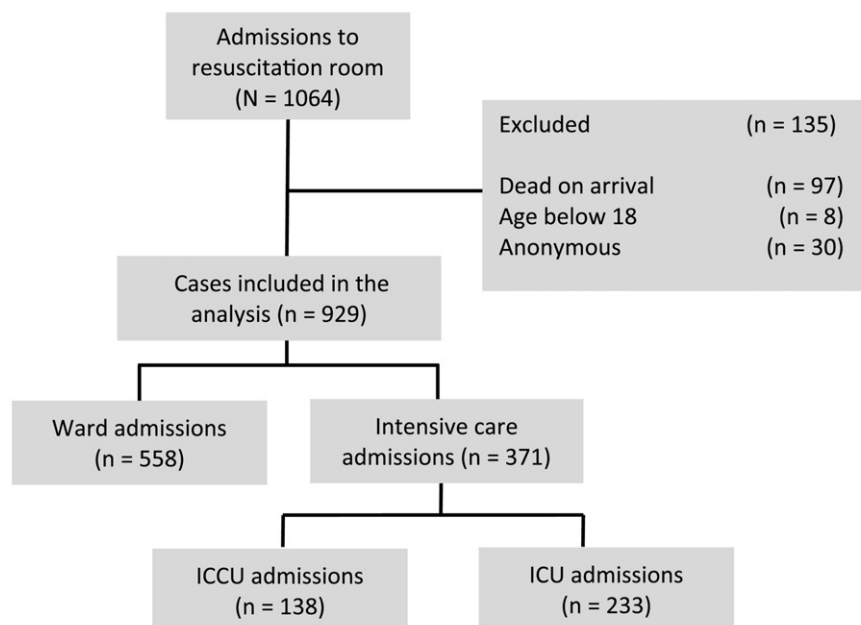 Admissions to
resuscitation room
(N = 1064)
Excluded (n = 135)
Dead on arrival (n = 97)
Age below 18 (n = 8)
Anonymous (n = 30)
Cases included in the
analysis (n = 929)
Ward admissions
(n = 558)
Intensive care
admissions (n = 371)
ICCU admissions
(n = 138)
ICU admissions
(n = 233)